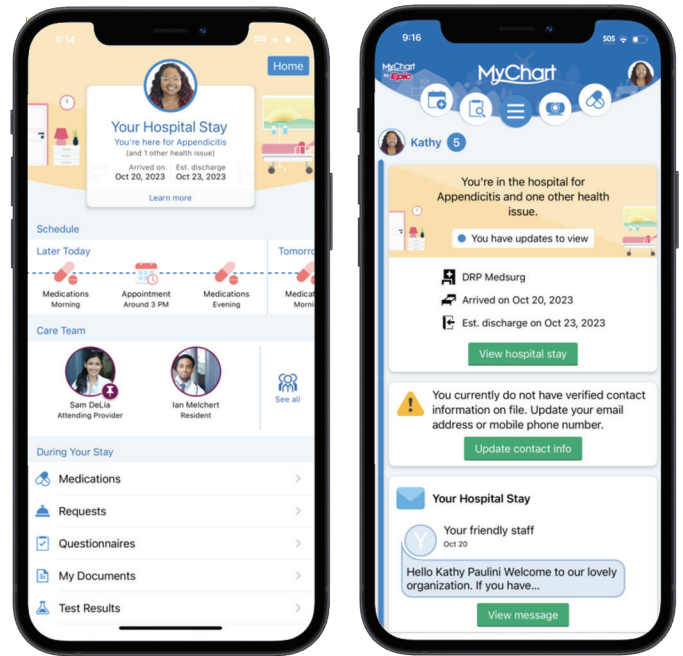 9:14
SOS
Home
Your Hospital Stay
You're here for Appendicitis
(and 1 other health issue)
Arrived on Est. discharge
Oct 20, 2023 Oct 23, 2023
Learn more
Schedule
Later Today Tomorro
Medications Appointment Medications Medicat
Morning Around 3 PM Evening Morni
Care Team
Sam DeLia Ian Melchert See all
Attending Provider Resident
During Your Stay
Medications
Requests
Questionnaires
My Documents
Test Results
9:16
SOS
MyChart
by Epic
MyChart
Kathy 5
You're in the hospital for
Appendicitis and one other health
issue.
You have updates to view
DRP Medsurg
Arrived on Oct 20, 2023
Est. discharge on Oct 23, 2023
View hospital stay
You currently do not have verified contact
information on file. Update your email
address or mobile phone number.
Update contact info
Your Hospital Stay
Y
Your friendly staff
Oct 20
Hello Kathy Paulini Welcome to our lovely
organization. If you have...
View message